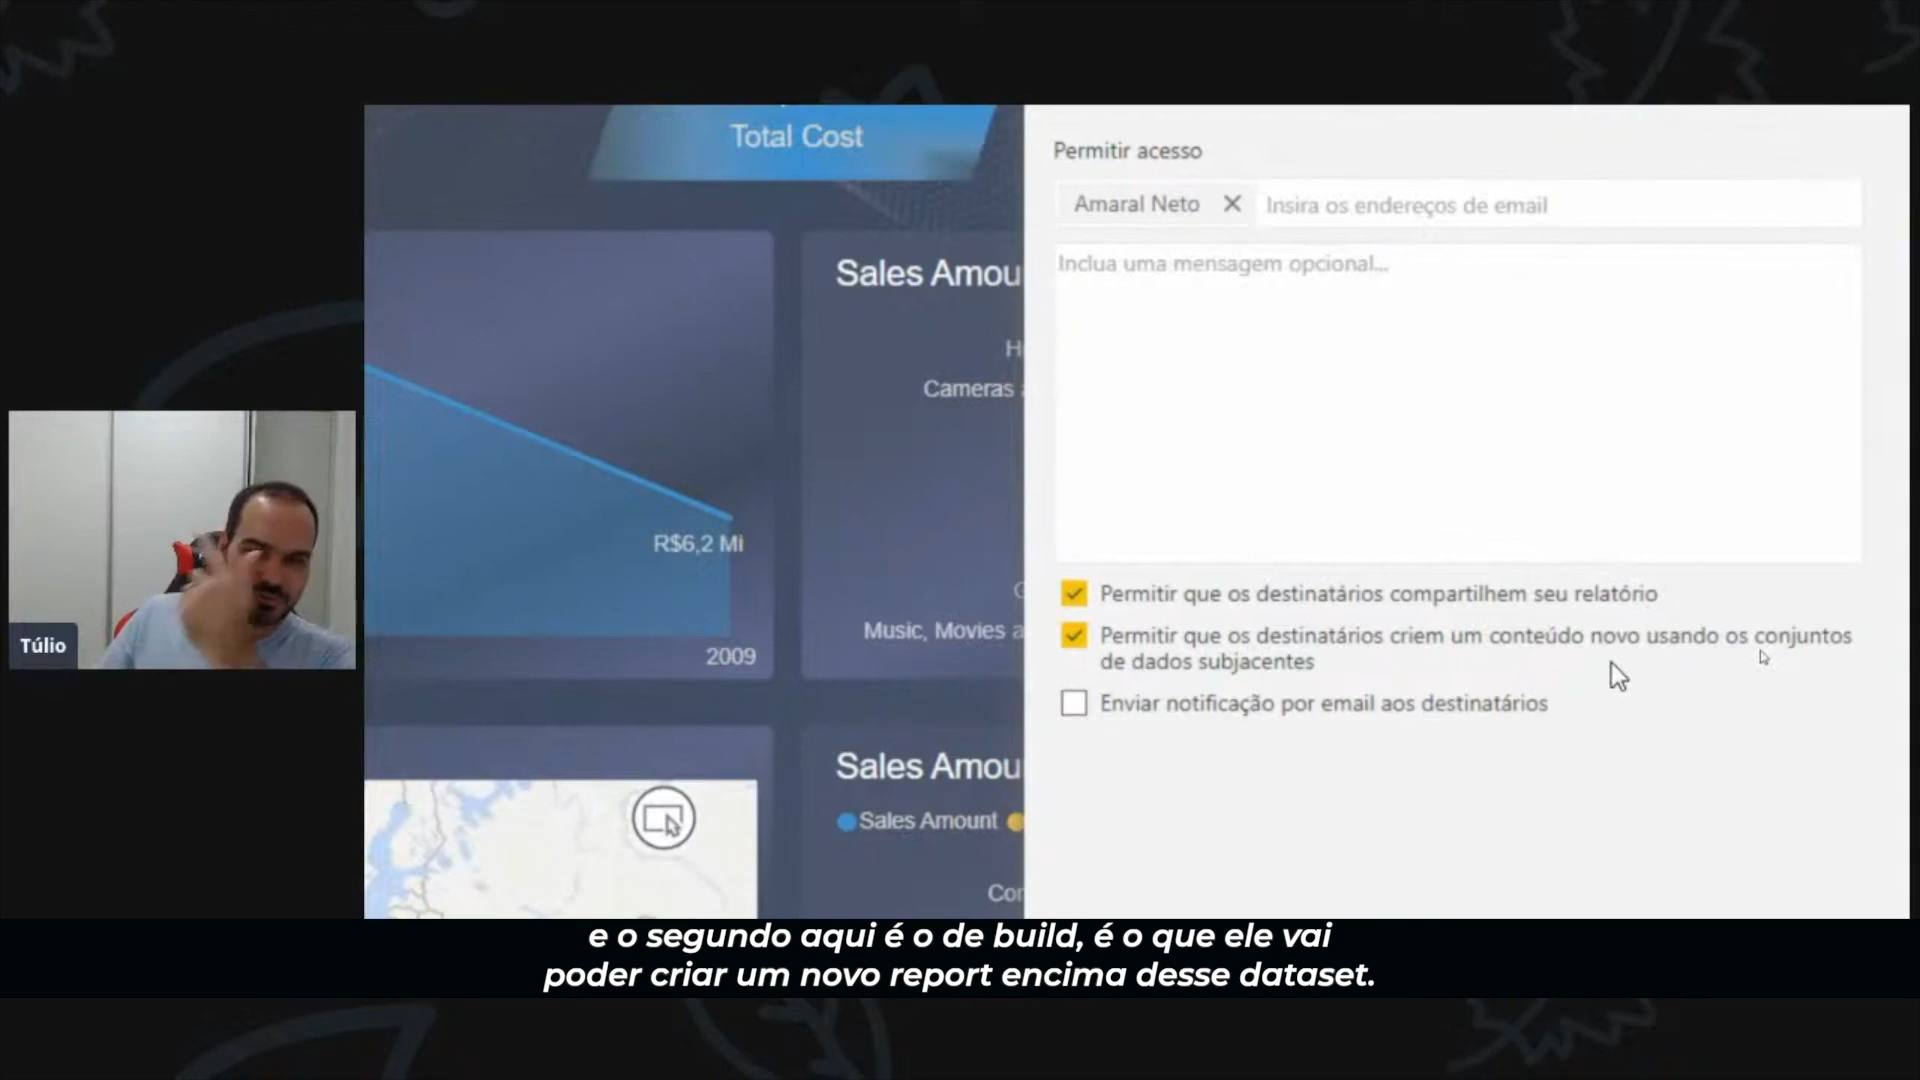 Total Cost
Permitir acesso
Amaral Neto
Insira os endereços de email
Inclua uma mensagem opcional...
Sales Amou
H
Cameras a
R$6,2 Mi
2009
Music, Movies a
Permitir que os destinatários compartilhem seu relatório
Permitir que os destinatários criem um conteúdo novo usando os conjuntos
de dados subjacentes
Enviar notificação por email aos destinatários
Túlio
Sales Amou
Sales Amount
Con
e o segundo aqui é o de build, é o que ele vai
poder criar um novo report encima desse dataset.